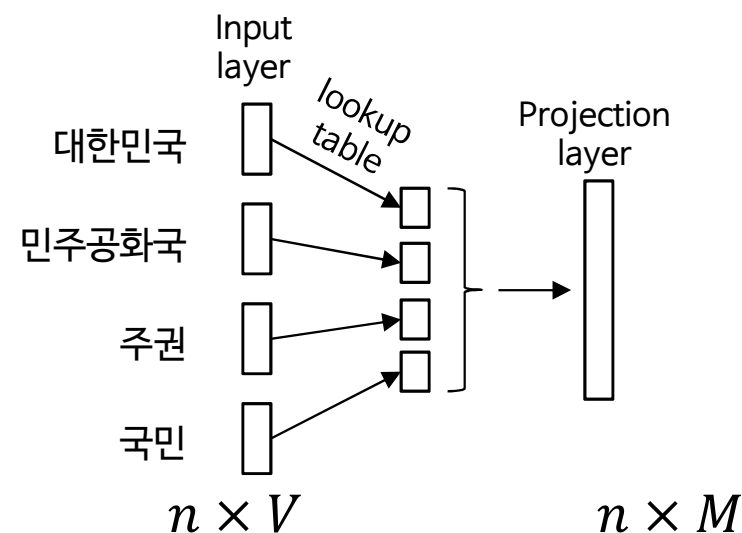 Input
layer
lookup
table
Projection
layer
대한민국
민주공화국
주권
국민
n × V
n × M